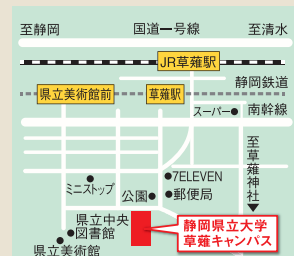 至静岡
国道一号線
至清水
JR草薙駅
静岡鉄道
県立美術館前
草薙駅
スーパー
南幹線
至草薙神社
7ELEVEN
ミニストップ
公園
郵便局
県立中央
図書館
静岡県立大学
草薙キャンパス
県立美術館